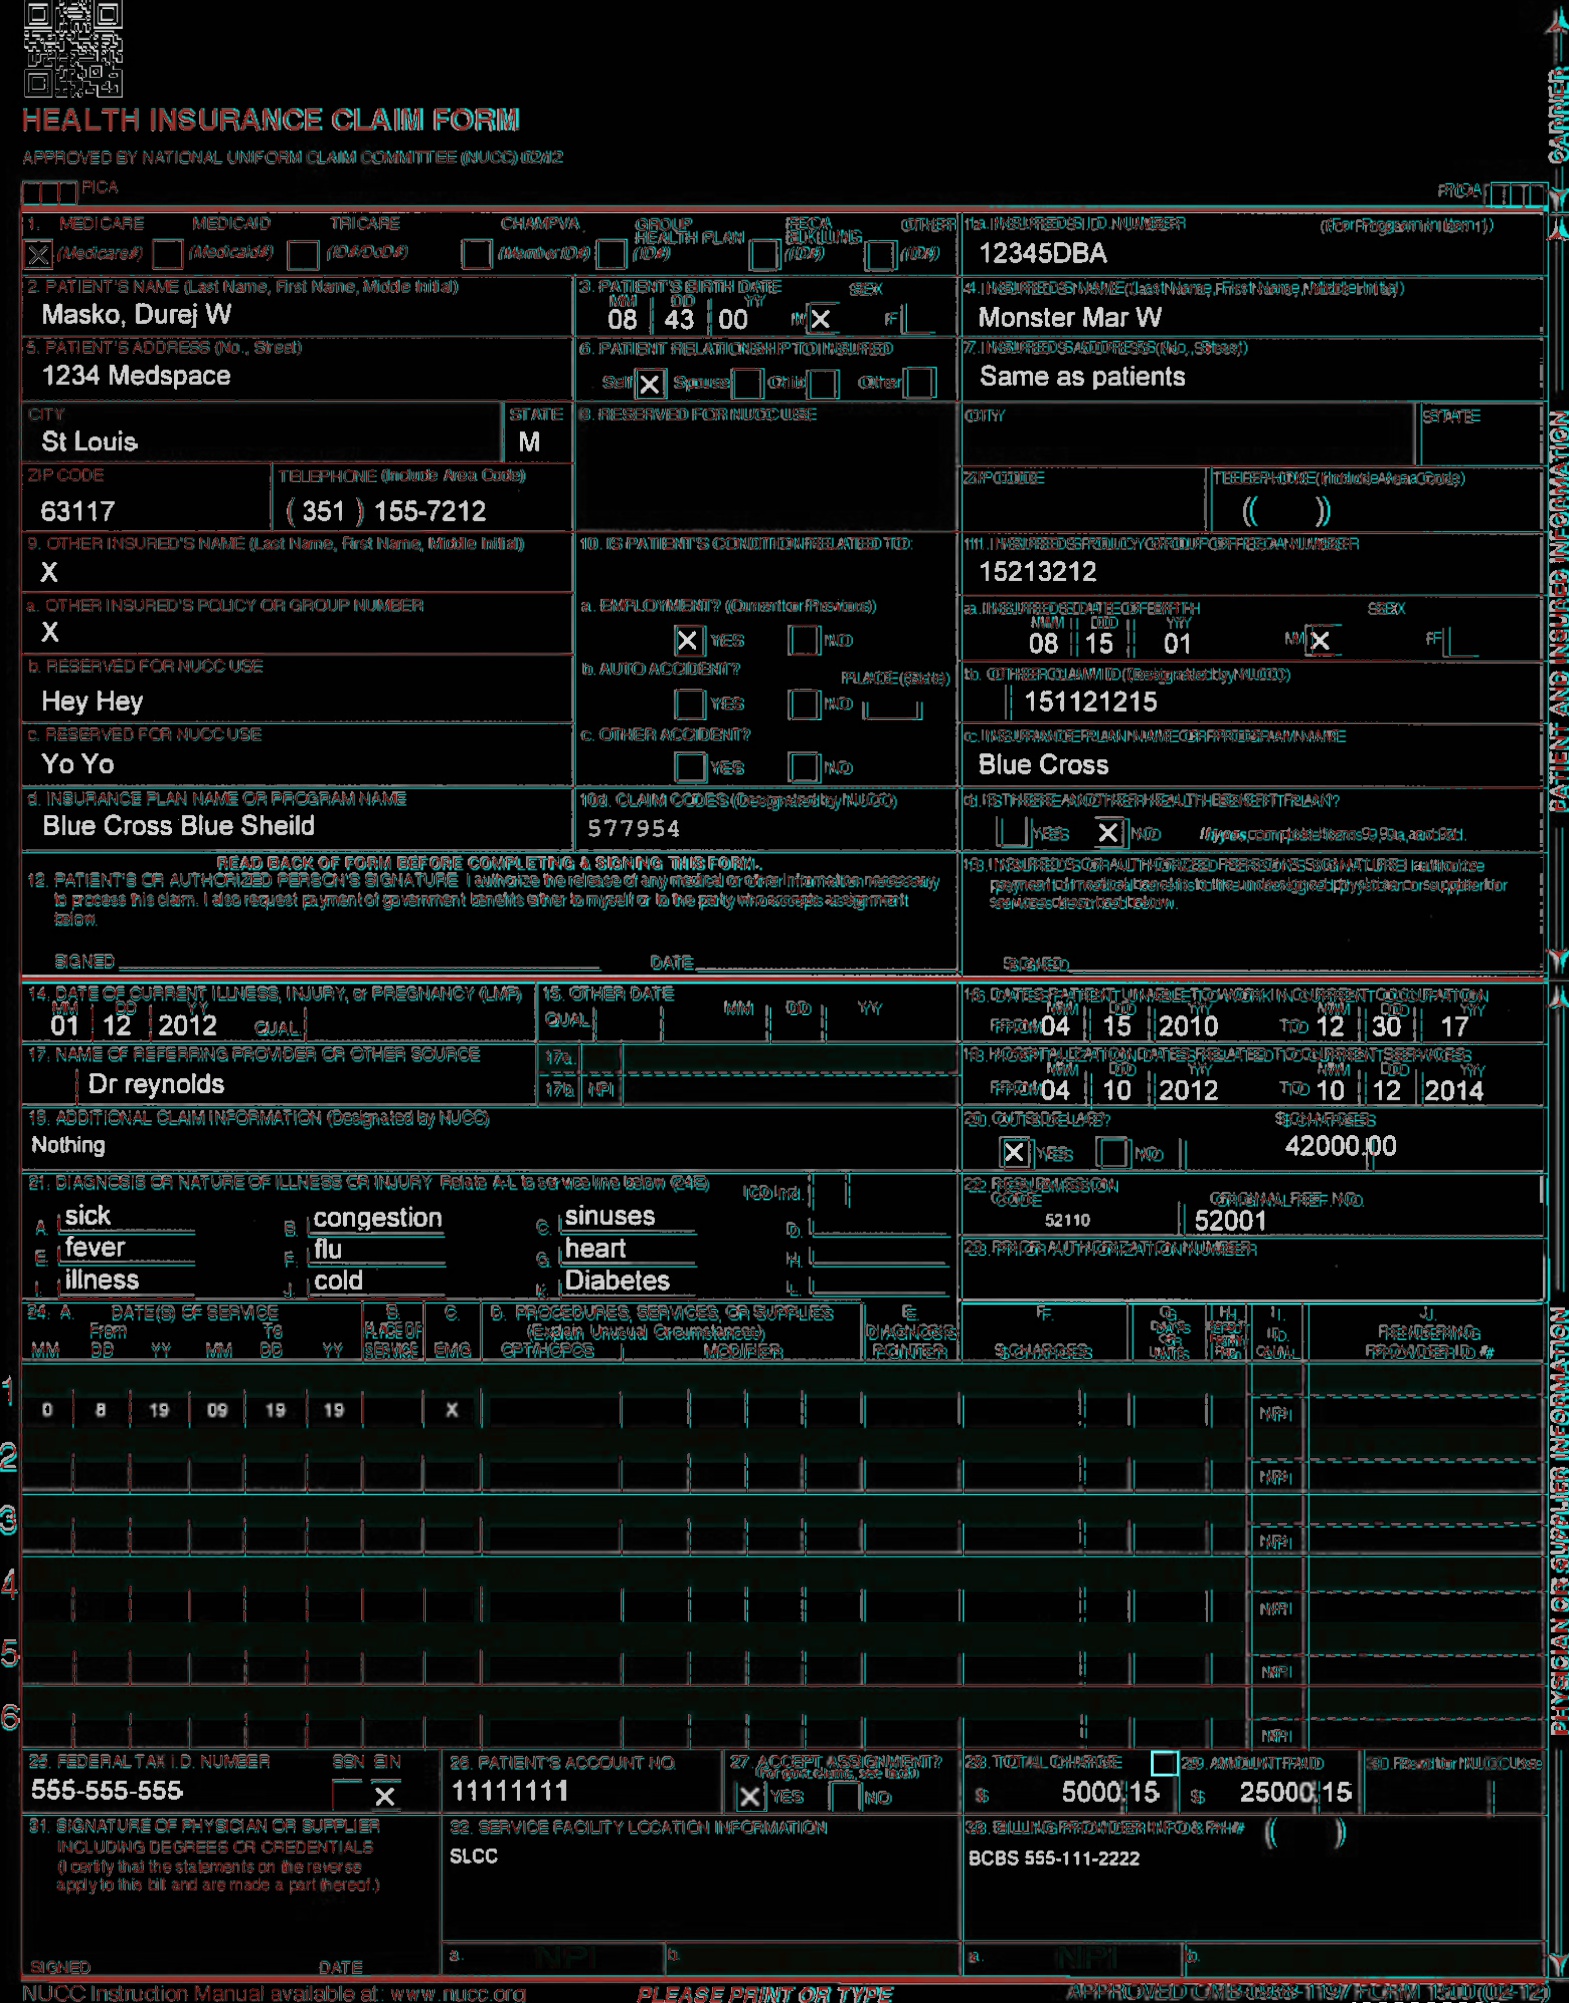 HEALTH INSURANCE CLAIM FORM
APPROVED BY NATIONAL UNIFORM CLAIM COMMITTEE (NUCC) 02/12
PICA
PICA
CARRIER
1. MEDICARE MEDICAID TRICARE CHAMPVA GROUP HEALTH PLAN FECA BLK LUNG OTHER
(Medicare#) (Medicaid#) (ID#/DoD#) (Member ID#) (ID#) (ID#) (ID#)
1a. INSURED'S I.D. NUMBER (For Program in Item 1)
12345DBA
2. PATIENT'S NAME (Last Name, First Name, Middle Initial)
Masko, Durej W
3. PATIENT'S BIRTH DATE SEX
MM DD YY
08 43 00 M X F
4. INSURED'S NAME (Last Name, First Name, Middle Initial)
Monster Mar W
5. PATIENT'S ADDRESS (No., Street)
1234 Medspace
6. PATIENT RELATIONSHIP TO INSURED
Self X Spouse Child Other
7. INSURED'S ADDRESS (No., Street)
Same as patients
CITY
St Louis
STATE
M
8. RESERVED FOR NUCC USE
CITY
STATE
ZIP CODE
63117
TELEPHONE (Include Area Code)
( 351 ) 155-7212
ZIP CODE
TELEPHONE (Include Area Code)
( )
9. OTHER INSURED'S NAME (Last Name, First Name, Middle Initial)
X
10. IS PATIENT'S CONDITION RELATED TO:
11. INSURED'S POLICY GROUP OR FECA NUMBER
15213212
a. OTHER INSURED'S POLICY OR GROUP NUMBER
X
a. EMPLOYMENT? (Current or Previous)
X YES NO
a. INSURED'S DATE OF BIRTH SEX
MM DD YY
08 15 01 M X F
b. RESERVED FOR NUCC USE
Hey Hey
b. AUTO ACCIDENT? PLACE (State)
YES NO
b. OTHER CLAIM ID (Designated by NUCC)
151121215
c. RESERVED FOR NUCC USE
Yo Yo
c. OTHER ACCIDENT?
YES NO
c. INSURANCE PLAN NAME OR PROGRAM NAME
Blue Cross
d. INSURANCE PLAN NAME OR PROGRAM NAME
Blue Cross Blue Sheild
10d. CLAIM CODES (Designated by NUCC)
577954
d. IS THERE ANOTHER HEALTH BENEFIT PLAN?
YES X NO If yes, complete items 9, 9a, and 9d.
READ BACK OF FORM BEFORE COMPLETING & SIGNING THIS FORM.
12. PATIENT'S OR AUTHORIZED PERSON'S SIGNATURE I authorize the release of any medical or other information necessary
to process this claim. I also request payment of government benefits either to myself or to the party who accepts assignment
below.
SIGNED DATE
13. INSURED'S OR AUTHORIZED PERSON'S SIGNATURE I authorize
payment of medical benefits to the undersigned physician or supplier for
services described below.
SIGNED
PATIENT AND INSURED INFORMATION
14. DATE OF CURRENT ILLNESS, INJURY, or PREGNANCY (LMP)
MM DD YY
01 12 2012 QUAL.
15. OTHER DATE
QUAL. MM DD YY
16. DATES PATIENT UNABLE TO WORK IN CURRENT OCCUPATION
MM DD YY MM DD YY
FROM 04 15 2010 TO 12 30 17
17. NAME OF REFERRING PROVIDER OR OTHER SOURCE
Dr reynolds
17a.
17b. NPI
18. HOSPITALIZATION DATES RELATED TO CURRENT SERVICES
MM DD YY MM DD YY
FROM 04 10 2012 TO 10 12 2014
19. ADDITIONAL CLAIM INFORMATION (Designated by NUCC)
Nothing
20. OUTSIDE LAB? $ CHARGES
X YES NO 42000.00
21. DIAGNOSIS OR NATURE OF ILLNESS OR INJURY Relate A-L to service line below (24E) ICD Ind.
A. sick B. congestion C. sinuses D.
E. fever F. flu G. heart H.
I. illness J. cold K. Diabetes L.
22. RESUBMISSION CODE ORIGINAL REF. NO.
52110 52001
23. PRIOR AUTHORIZATION NUMBER
24. A. DATE(S) OF SERVICE B. C. D. PROCEDURES, SERVICES, OR SUPPLIES E. F. G. H. I. J.
From To PLACE OF (Explain Unusual Circumstances) DIAGNOSIS DAYS OR EPSDT Family ID. RENDERING
MM DD YY MM DD YY SERVICE EMG CPT/HCPCS MODIFIER POINTER $ CHARGES UNITS Plan QUAL. PROVIDER ID. #
1 0 8 19 09 19 19 X NPI
2 NPI
3 NPI
4 NPI
5 NPI
6 NPI
25. FEDERAL TAX I.D. NUMBER SSN EIN
555-555-555 X
26. PATIENT'S ACCOUNT NO.
11111111
27. ACCEPT ASSIGNMENT?
(For govt. claims, see back)
X YES NO
28. TOTAL CHARGE
$ 5000 15
29. AMOUNT PAID
$ 25000 15
30. Rsvd for NUCC Use
31. SIGNATURE OF PHYSICIAN OR SUPPLIER
INCLUDING DEGREES OR CREDENTIALS
(I certify that the statements on the reverse
apply to this bill and are made a part thereof.)
SIGNED DATE
32. SERVICE FACILITY LOCATION INFORMATION
SLCC
a. NPI b.
33. BILLING PROVIDER INFO & PH # ( )
BCBS 555-111-2222
a. NPI b.
PHYSICIAN OR SUPPLIER INFORMATION
NUCC Instruction Manual available at: www.nucc.org
PLEASE PRINT OR TYPE
APPROVED OMB-0938-1197 FORM 1500 (02-12)